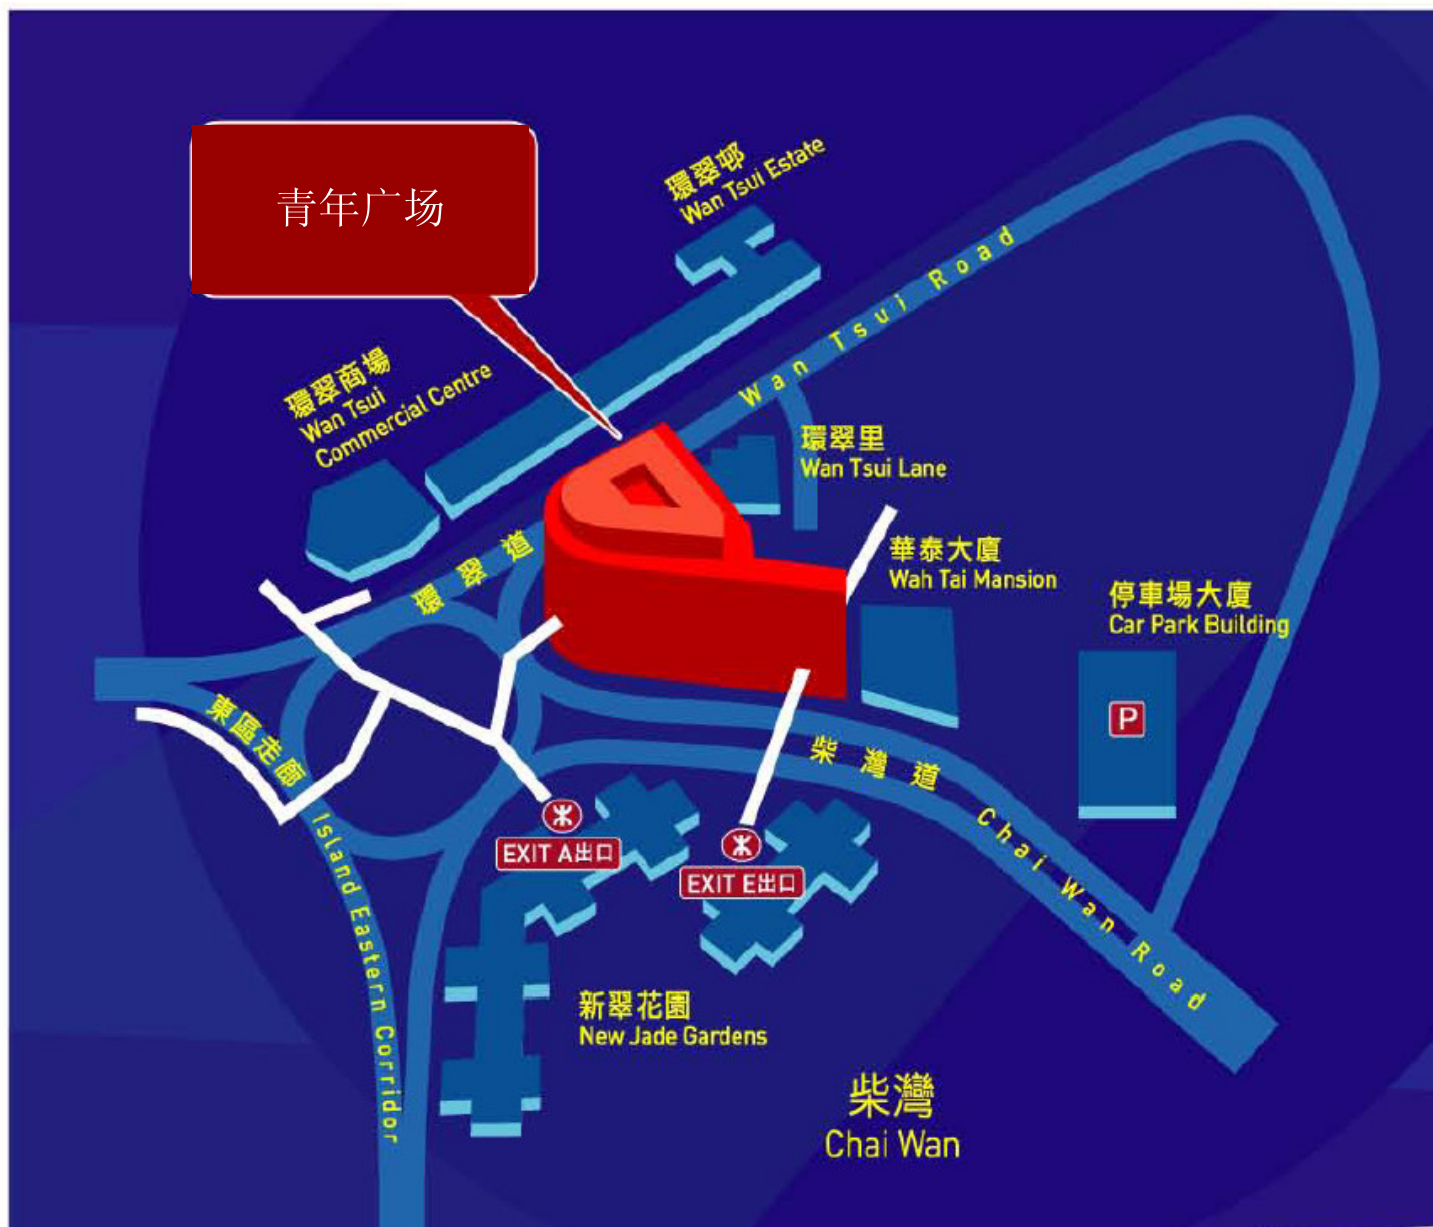 青年广场
環翠邨
Wan Tsui Estate
Wan Tsui Road
環翠商場
Wan Tsui
Commercial Centre
環翠里
Wan Tsui Lane
環翠道
華泰大廈
Wah Tai Mansion
停車場大廈
Car Park Building
P
東區走廊 Island Eastern Corridor
柴灣道 Chai Wan Road
EXIT A出口
EXIT E出口
新翠花園
New Jade Gardens
柴灣
Chai Wan